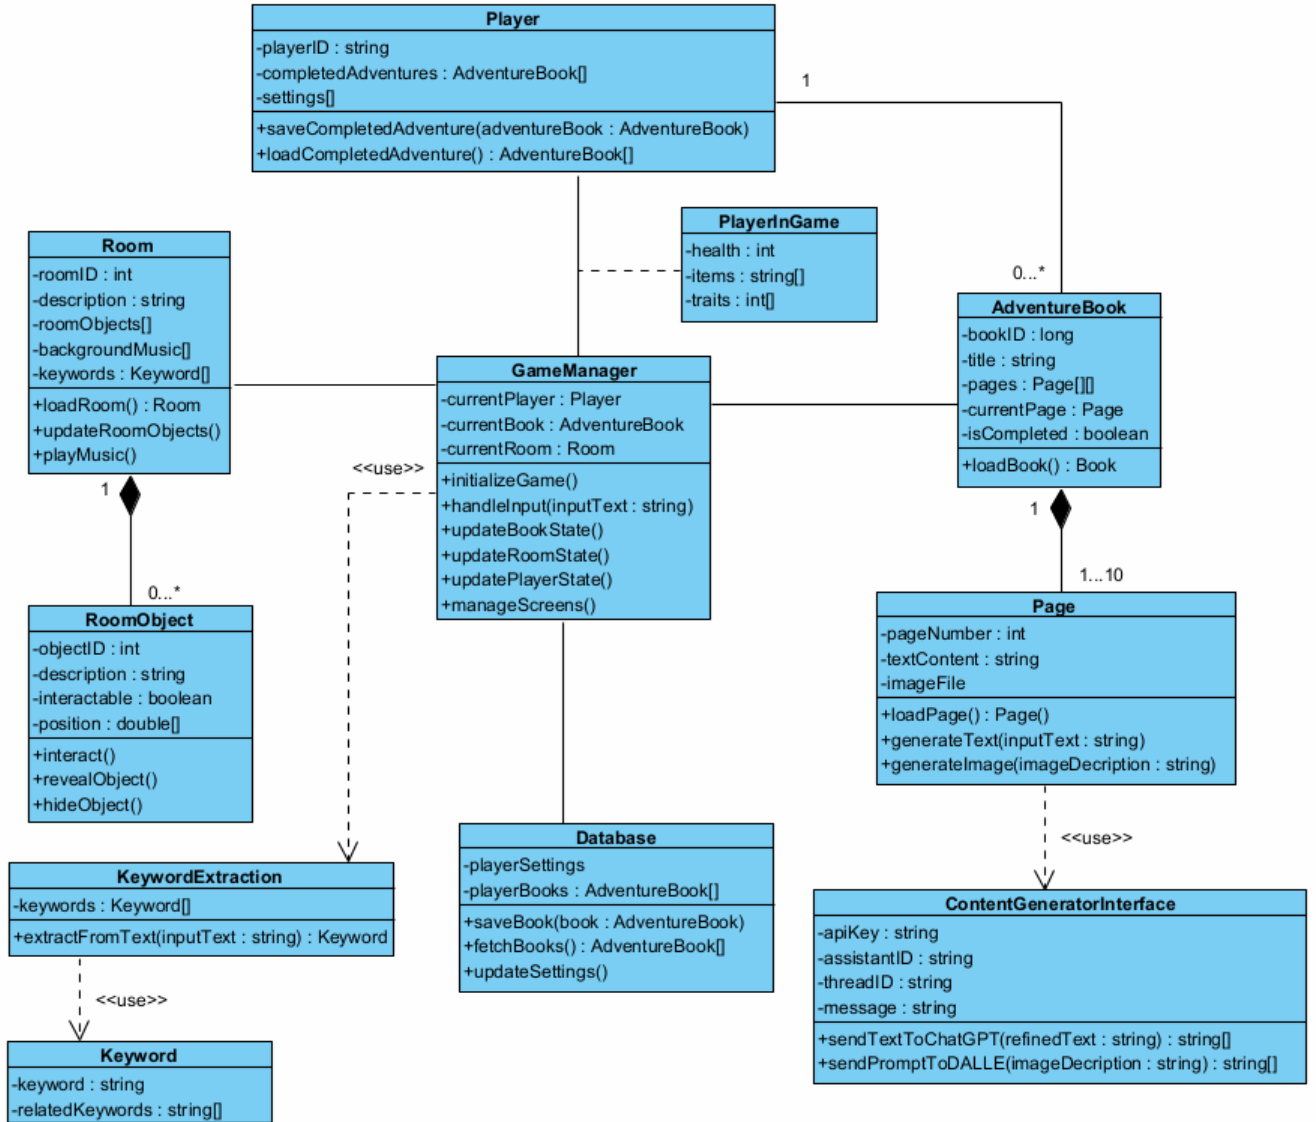 Player
-playerID : string
-completedAdventures : AdventureBook[]
-settings[]
+saveCompletedAdventure(adventureBook : AdventureBook)
+loadCompletedAdventure() : AdventureBook[]
1
0...*
PlayerInGame
-health : int
-items : string[]
-traits : int[]
Room
-roomID : int
-description : string
-roomObjects[]
-backgroundMusic[]
-keywords : Keyword[]
+loadRoom() : Room
+updateRoomObjects()
+playMusic()
1
0...*
AdventureBook
-bookID : long
-title : string
-pages : Page[][]
-currentPage : Page
-isCompleted : boolean
+loadBook() : Book
1
1...10
GameManager
-currentPlayer : Player
-currentBook : AdventureBook
-currentRoom : Room
+initializeGame()
+handleInput(inputText : string)
+updateBookState()
+updateRoomState()
+updatePlayerState()
+manageScreens()
<<use>>
RoomObject
-objectID : int
-description : string
-interactable : boolean
-position : double[]
+interact()
+revealObject()
+hideObject()
Page
-pageNumber : int
-textContent : string
-imageFile
+loadPage() : Page()
+generateText(inputText : string)
+generateImage(imageDecription : string)
<<use>>
Database
-playerSettings
-playerBooks : AdventureBook[]
+saveBook(book : AdventureBook)
+fetchBooks() : AdventureBook[]
+updateSettings()
KeywordExtraction
-keywords : Keyword[]
+extractFromText(inputText : string) : Keyword
<<use>>
ContentGeneratorInterface
-apiKey : string
-assistantID : string
-threadID : string
-message : string
+sendTextToChatGPT(refinedText : string) : string[]
+sendPromptToDALLE(imageDecription : string) : string[]
Keyword
-keyword : string
-relatedKeywords : string[]